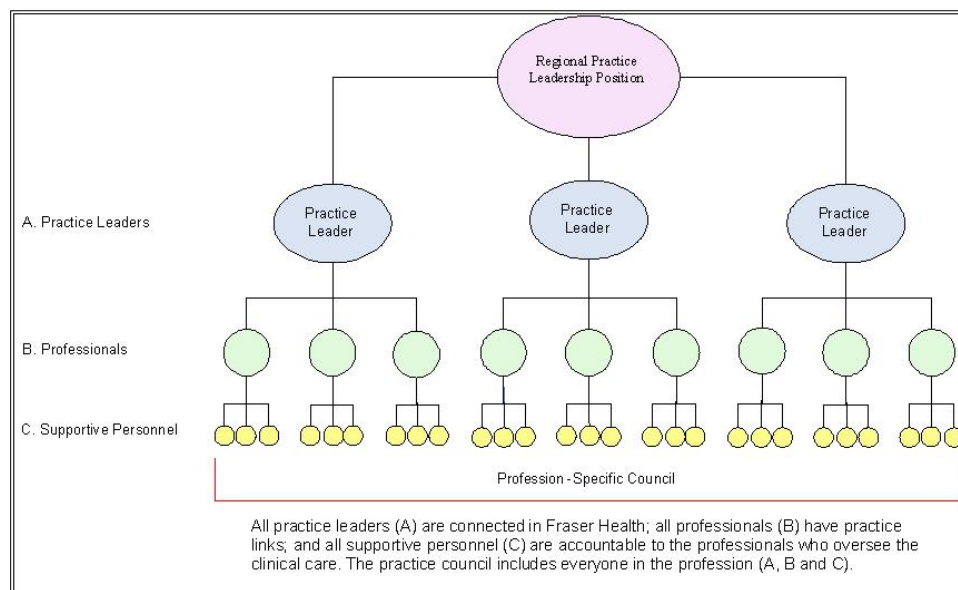 Regional Practice
Leadership Position
Practice
Leader
Practice
Leader
Practice
Leader
A. Practice Leaders
B. Professionals
C. Supportive Personnel
Profession - Specific Council
All practice leaders (A) are connected in Fraser Health; all professionals (B) have practice
links; and all supportive personnel (C) are accountable to the professionals who oversee the
clinical care. The practice council includes everyone in the profession (A, B and C).